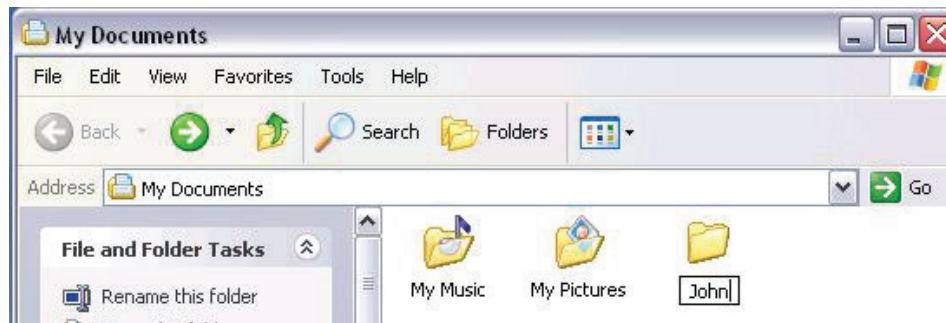 My Documents
File Edit View Favorites Tools Help
Back Search Folders
Address My Documents Go
File and Folder Tasks
My Music My Pictures John
Rename this folder